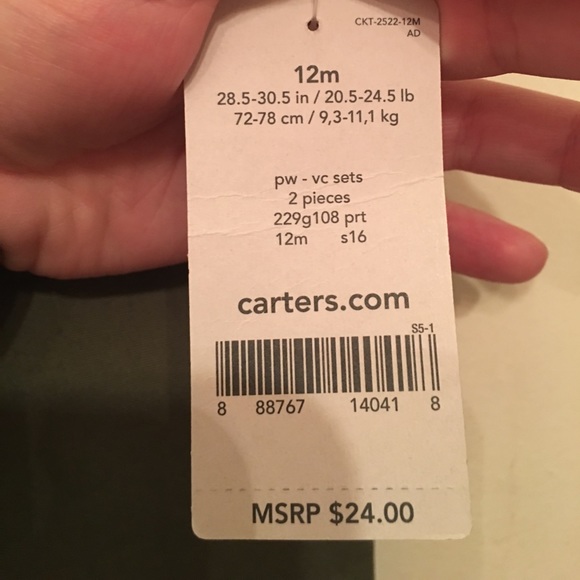 CKT-2522-12M
AD
12m
28.5-30.5 in / 20.5-24.5 lb
72-78 cm / 9,3-11,1 kg
pw - vc sets
2 pieces
229g108 prt
12m s16
carters.com
S5-1
8 88767 14041 8
MSRP $24.00